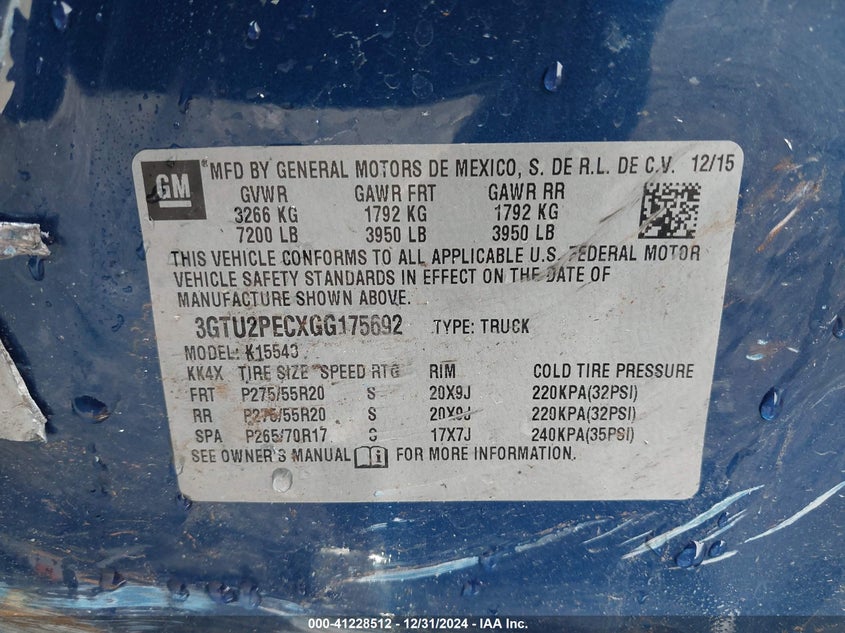 GM ® MFD BY GENERAL MOTORS DE MEXICO, S. DE R.L. DE C.V. 12/15
GVWR GAWR FRT GAWR RR
3266 KG 1792 KG 1792 KG
7200 LB 3950 LB 3950 LB
THIS VEHICLE CONFORMS TO ALL APPLICABLE U.S. FEDERAL MOTOR
VEHICLE SAFETY STANDARDS IN EFFECT ON THE DATE OF
MANUFACTURE SHOWN ABOVE.
3GTU2PECXGG175692 TYPE: TRUCK
MODEL: K15543
KK4X TIRE SIZE SPEED RTG RIM COLD TIRE PRESSURE
FRT P275/55R20 S 20X9J 220KPA(32PSI)
RR P275/55R20 S 20X9J 220KPA(32PSI)
SPA P265/70R17 S 17X7J 240KPA(35PSI)
SEE OWNER'S MANUAL FOR MORE INFORMATION
000-41228512 - 12/31/2024 - IAA Inc.